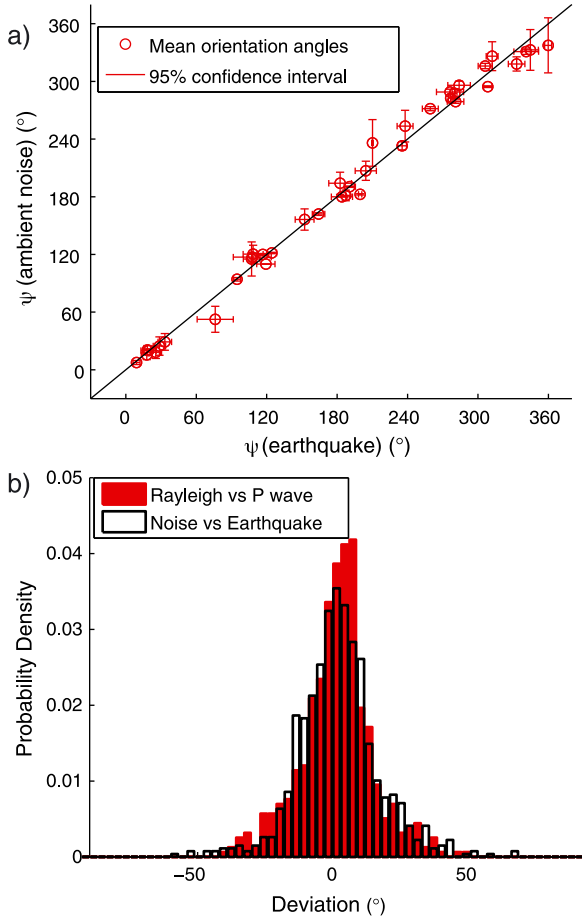 a)
Mean orientation angles
95% confidence interval
ψ (ambient noise) (°)
360
300
240
180
120
60
0
0 60 120 180 240 300 360
ψ (earthquake) (°)
b)
Rayleigh vs P wave
Noise vs Earthquake
Probability Density
0.05
0.04
0.03
0.02
0.01
0
−50 0 50
Deviation (°)